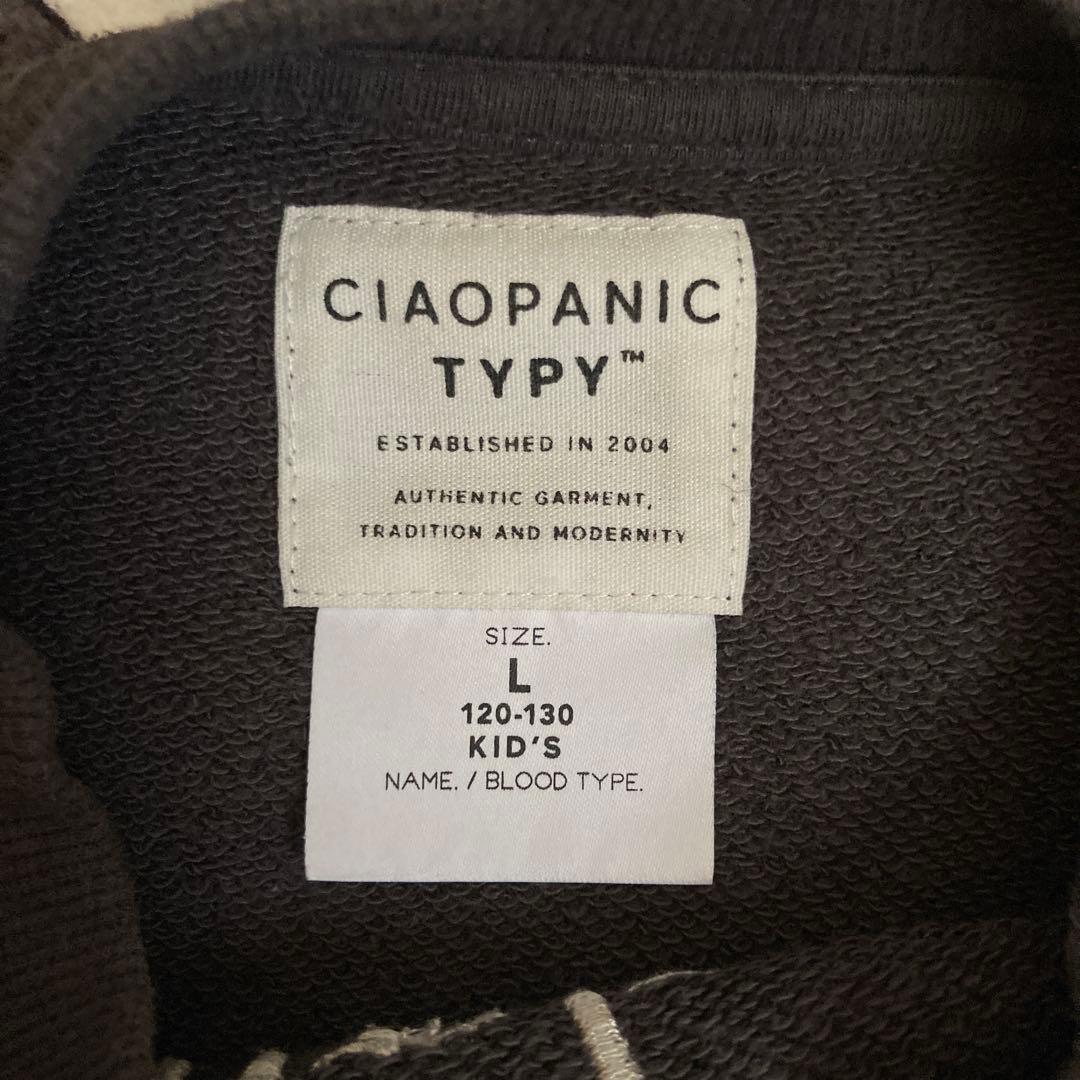 CIAOPANIC
TYPY™
ESTABLISHED IN 2004
AUTHENTIC GARMENT,
TRADITION AND MODERNITY
SIZE.
L
120-130
KID'S
NAME. / BLOOD TYPE.